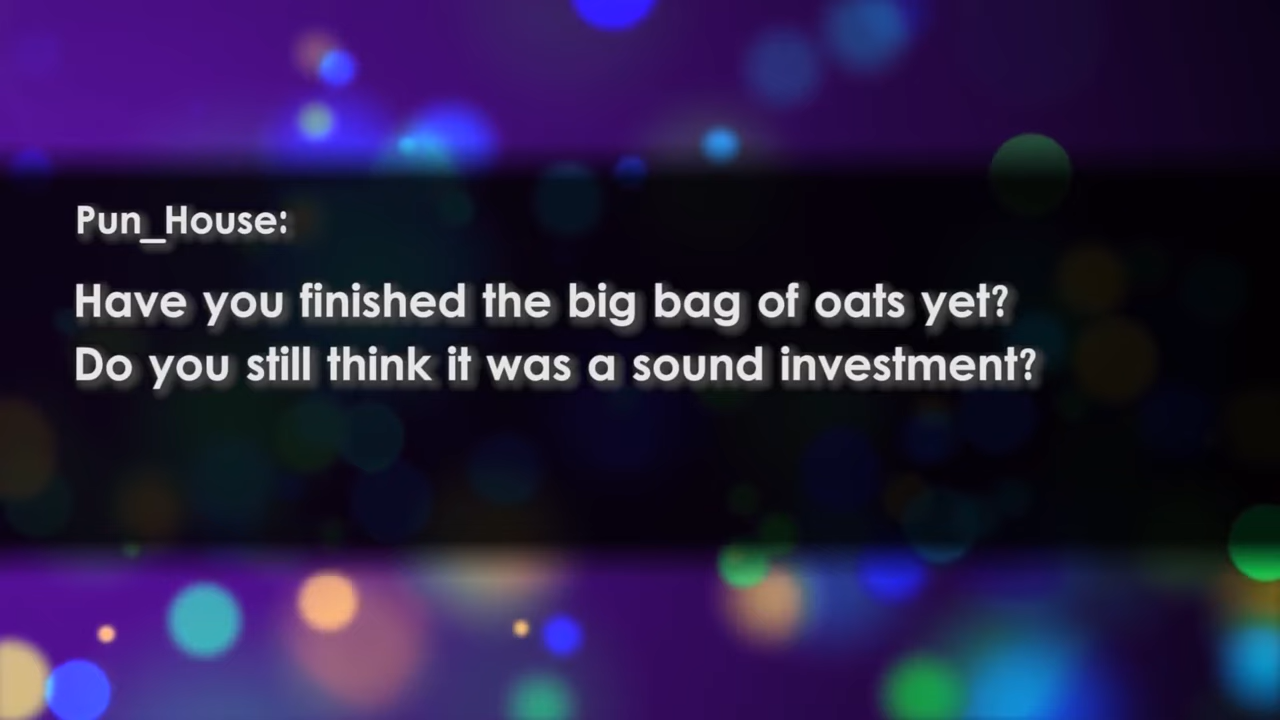 Pun_House:
Have you finished the big bag of oats yet?
Do you still think it was a sound investment?